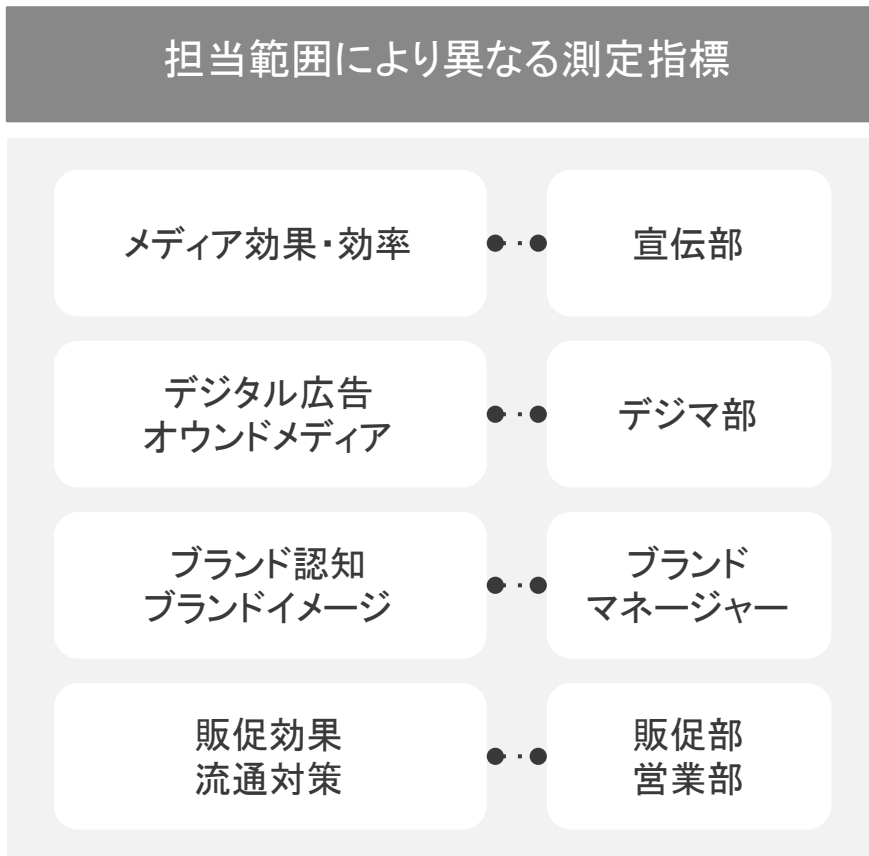 担当範囲により異なる測定指標
メディア効果・効率
宣伝部
デジタル広告
オウンドメディア
デジマ部
ブランド認知
ブランドイメージ
ブランド
マネージャー
販促効果
流通対策
販促部
営業部